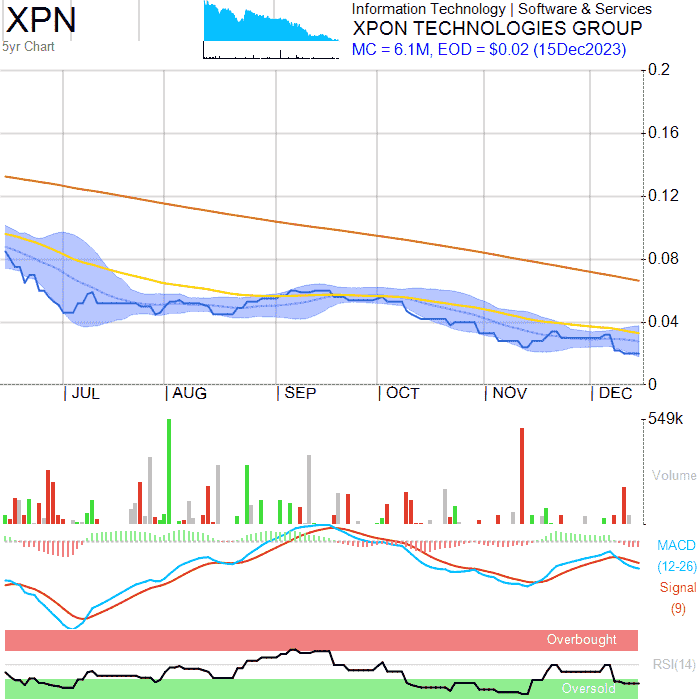 XPN
5yr Chart
Information Technology | Software & Services
XPON TECHNOLOGIES GROUP
MC = 6.1M, EOD = $0.02 (15Dec2023)
0.2
0.16
0.12
0.08
0.04
0
JUL
AUG
SEP
OCT
NOV
DEC
549k
Volume
MACD
(12-26)
Signal
(9)
Overbought
RSI(14)
Oversold